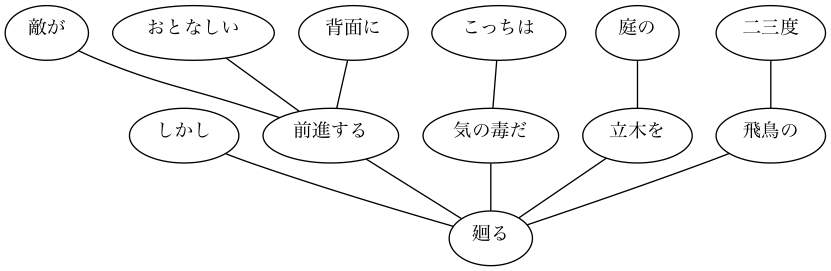 敵が
おとなしい
背面に
こっちは
庭の
二三度
しかし
前進する
気の毒だ
立木を
飛鳥の
廻る